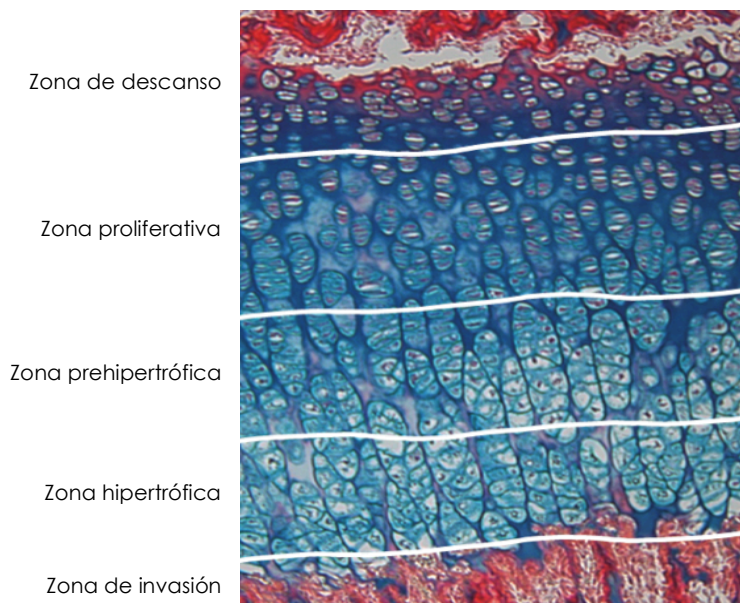 Zona de descanso
Zona proliferativa
Zona prehipertrófica
Zona hipertrófica
Zona de invasión